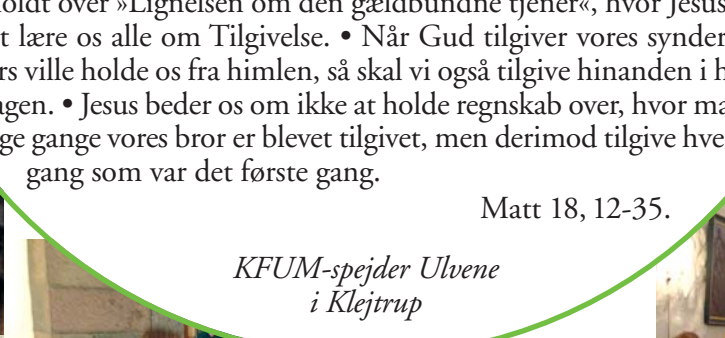 holdt over »Lignelsen om den gældbundne tjener«, hvor Jesus
t lære os alle om Tilgivelse. • Når Gud tilgiver vores synder
rs ville holde os fra himlen, så skal vi også tilgive hinanden i h
agen. • Jesus beder os om ikke at holde regnskab over, hvor ma
ge gange vores bror er blevet tilgivet, men derimod tilgive hve
gang som var det første gang.
Matt 18, 12-35.
KFUM-spejder Ulvene
i Klejtrup